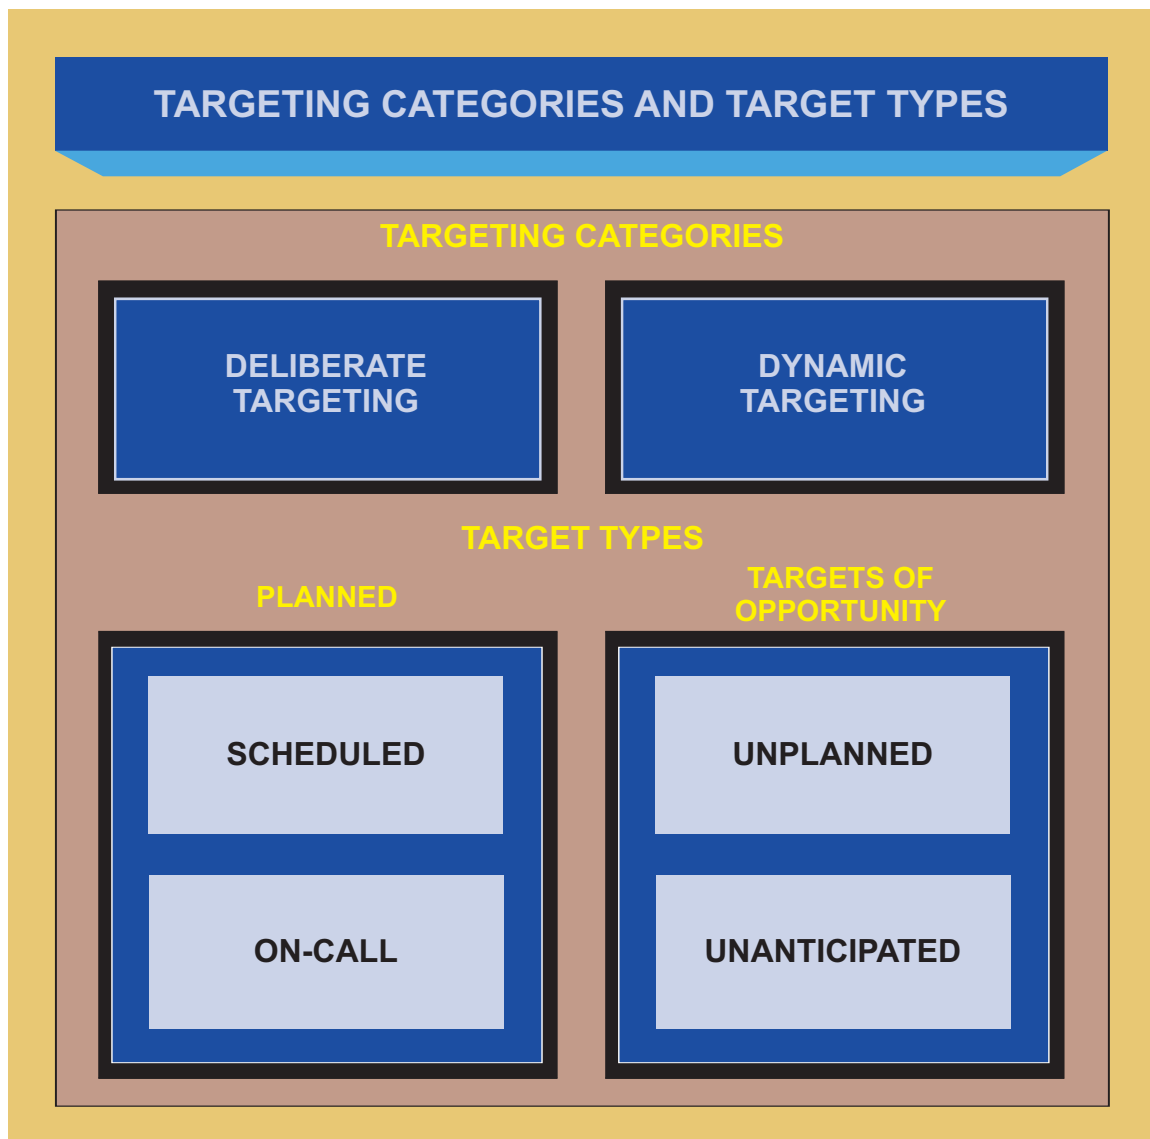 TARGETING CATEGORIES AND TARGET TYPES
TARGETING CATEGORIES
DELIBERATE
TARGETING
DYNAMIC
TARGETING
TARGET TYPES
PLANNED
TARGETS OF
OPPORTUNITY
SCHEDULED
UNPLANNED
ON-CALL
UNANTICIPATED